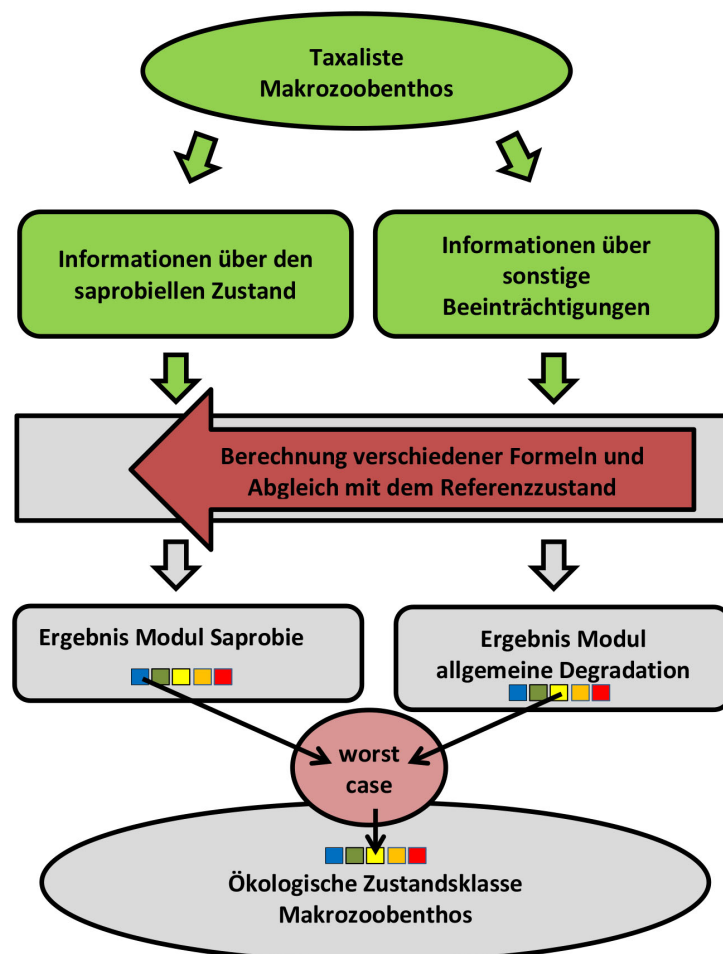 Taxaliste
Makrozoobenthos
Informationen über den
saprobiellen Zustand
Informationen über
sonstige
Beeinträchtigungen
Berechnung verschiedener Formeln und
Abgleich mit dem Referenzzustand
Ergebnis Modul Saprobie
Ergebnis Modul
allgemeine Degradation
worst
case
Ökologische Zustandsklasse
Makrozoobenthos